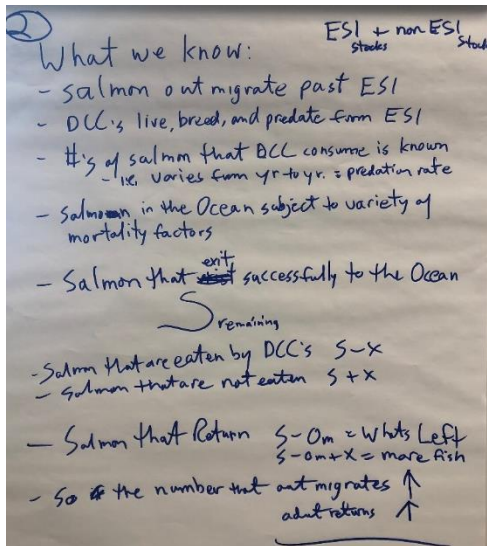 2
ESI + non ESI
stocks Stock
What we know:
- Salmon out migrate past ESI
- DCC's live, breed, and predate from ESI
- #'s of salmon that DCC consume is known
- i.e. varies from yr to yr. = predation rate
- Salmon in the Ocean subject to variety of
mortality factors
- Salmon that exit successfully to the Ocean
S remaining
- Salmon that are eaten by DCC's S-X
- Salmon that are not eaten S+X
- Salmon that Return S-Om = Whats Left
S-Om+X = more fish
- So the number that out migrates ↑
adult returns ↑